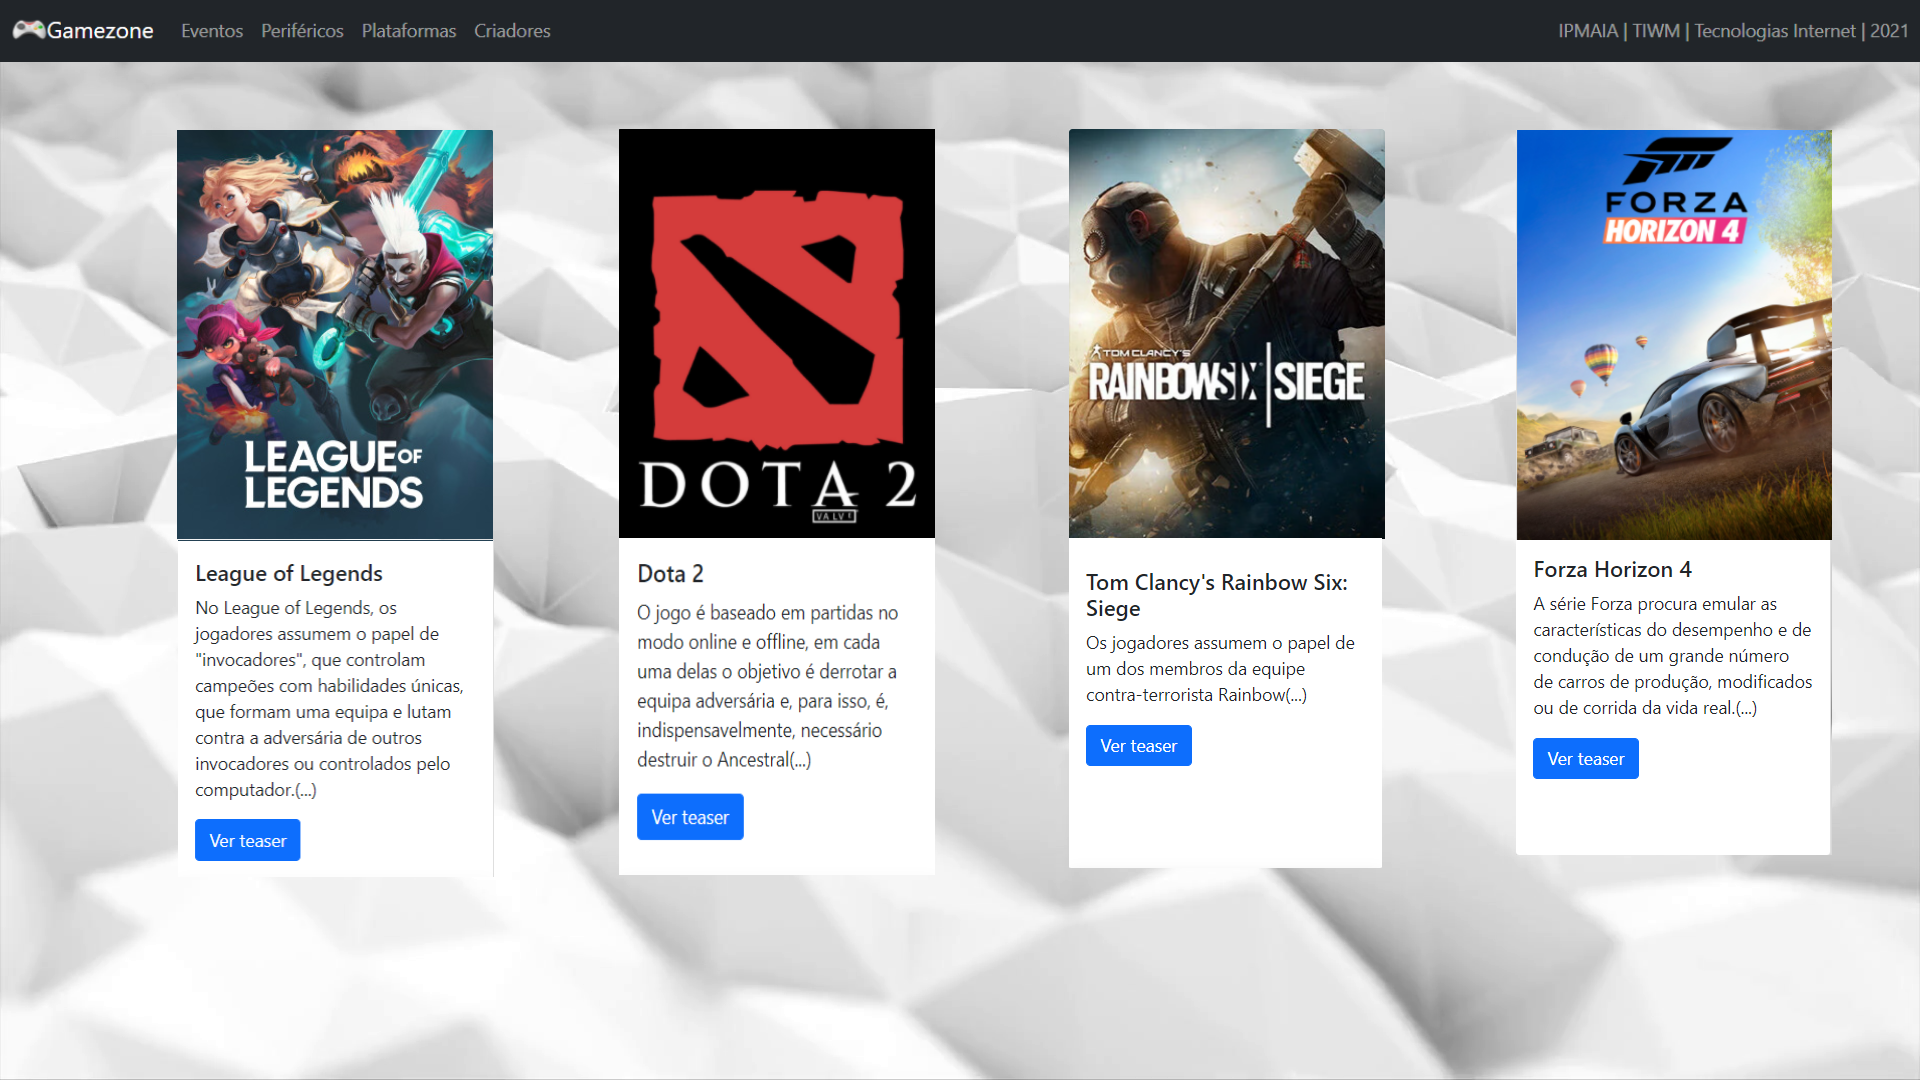 Gamezone Eventos Periféricos Plataformas Criadores IPMAIA | TIWM | Tecnologias Internet | 2021
LEAGUE OF
LEGENDS
League of Legends
No League of Legends, os
jogadores assumem o papel de
"invocadores", que controlam
campeões com habilidades únicas,
que formam uma equipa e lutam
contra a adversária de outros
invocadores ou controlados pelo
computador.(...)
Ver teaser
DOTA 2
VALV
Dota 2
O jogo é baseado em partidas no
modo online e offline, em cada
uma delas o objetivo é derrotar a
equipa adversária e, para isso, é,
indispensavelmente, necessário
destruir o Ancestral(...)
Ver teaser
TOM CLANCY'S
RAINBOWSIX|SIEGE
Tom Clancy's Rainbow Six:
Siege
Os jogadores assumem o papel de
um dos membros da equipe
contra-terrorista Rainbow(...)
Ver teaser
FORZA
HORIZON 4
Forza Horizon 4
A série Forza procura emular as
características do desempenho e de
condução de um grande número
de carros de produção, modificados
ou de corrida da vida real.(...)
Ver teaser